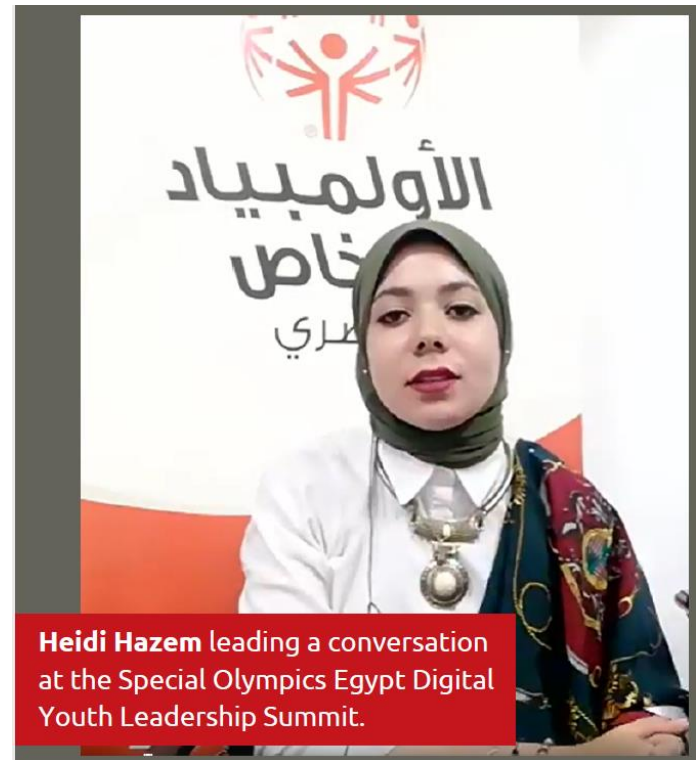 الأولمبياد
خاص
صري
Heidi Hazem leading a conversation
at the Special Olympics Egypt Digital
Youth Leadership Summit.